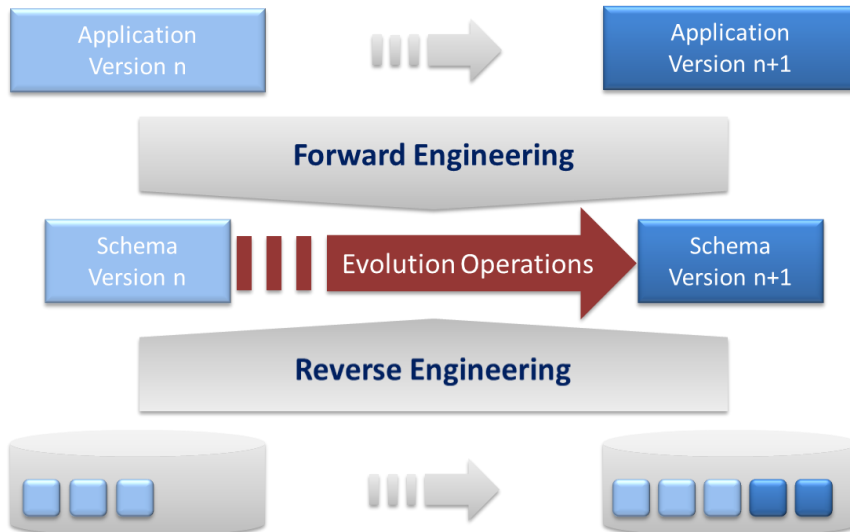 Application
Version n
Application
Version n+1
Forward Engineering
Schema
Version n
Evolution Operations
Schema
Version n+1
Reverse Engineering